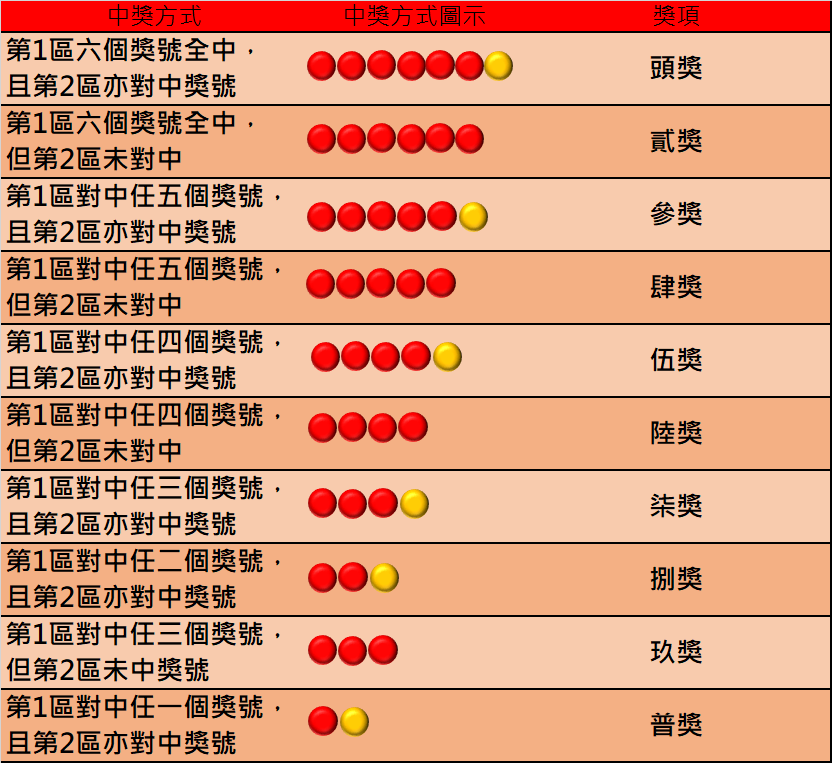 中獎方式 中獎方式圖示 獎項
第1區六個獎號全中，
且第2區亦對中獎號
頭獎
第1區六個獎號全中，
但第2區未對中
貳獎
第1區對中任五個獎號，
且第2區亦對中獎號
參獎
第1區對中任五個獎號，
但第2區未對中
肆獎
第1區對中任四個獎號，
且第2區亦對中獎號
伍獎
第1區對中任四個獎號，
但第2區未對中
陸獎
第1區對中任三個獎號，
且第2區亦對中獎號
柒獎
第1區對中任二個獎號，
且第2區亦對中獎號
捌獎
第1區對中任三個獎號，
但第2區未中獎號
玖獎
第1區對中任一個獎號，
且第2區亦對中獎號
普獎